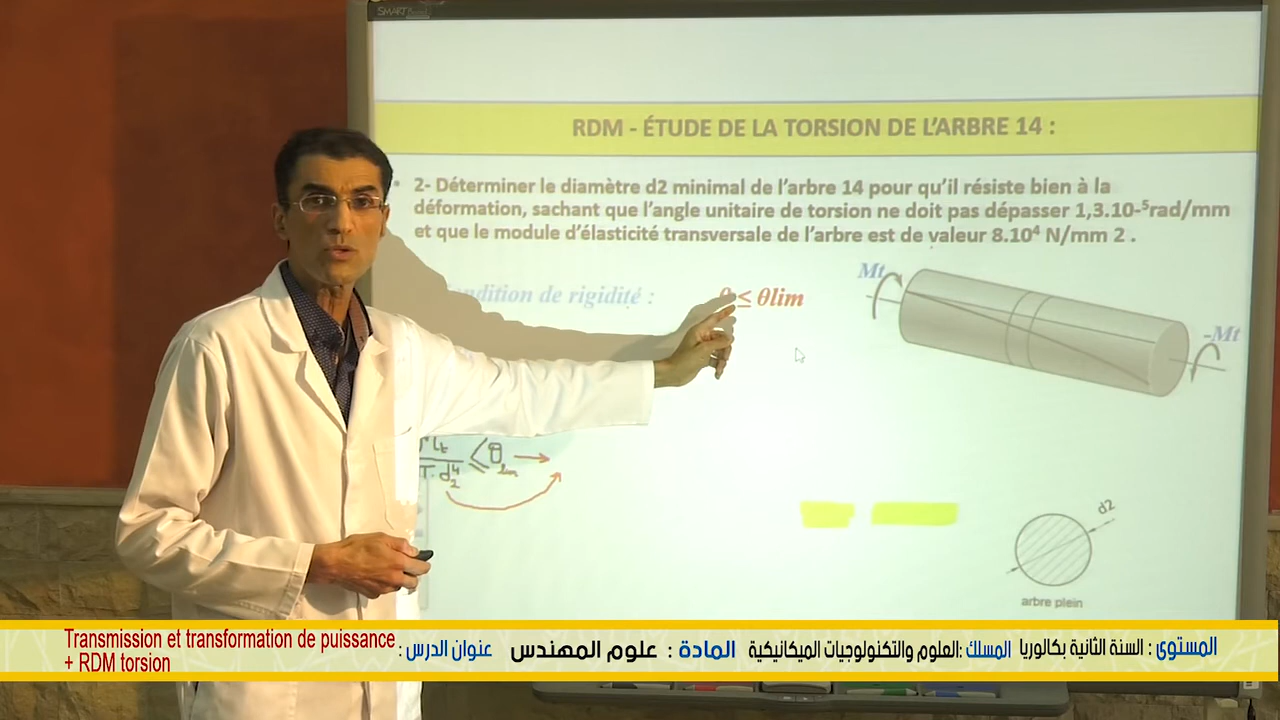 SMART
RDM - ÉTUDE DE LA TORSION DE L'ARBRE 14 :
2- Déterminer le diamètre d2 minimal de l'arbre 14 pour qu'il résiste bien à la
déformation, sachant que l'angle unitaire de torsion ne doit pas dépasser 1,3.10-⁵rad/mm
et que le module d'élasticité transversale de l'arbre est de valeur 8.10⁴ N/mm 2 .
de rigidité : ≤ θlim
Mt
-Mt
d2
arbre plein
المستوى : السنة الثانية بكالوريا المسلك :العلوم والتكنولوجيات الميكانيكية المادة : علوم المهندس عنوان الدرس :
Transmission et transformation de puissance
+ RDM torsion